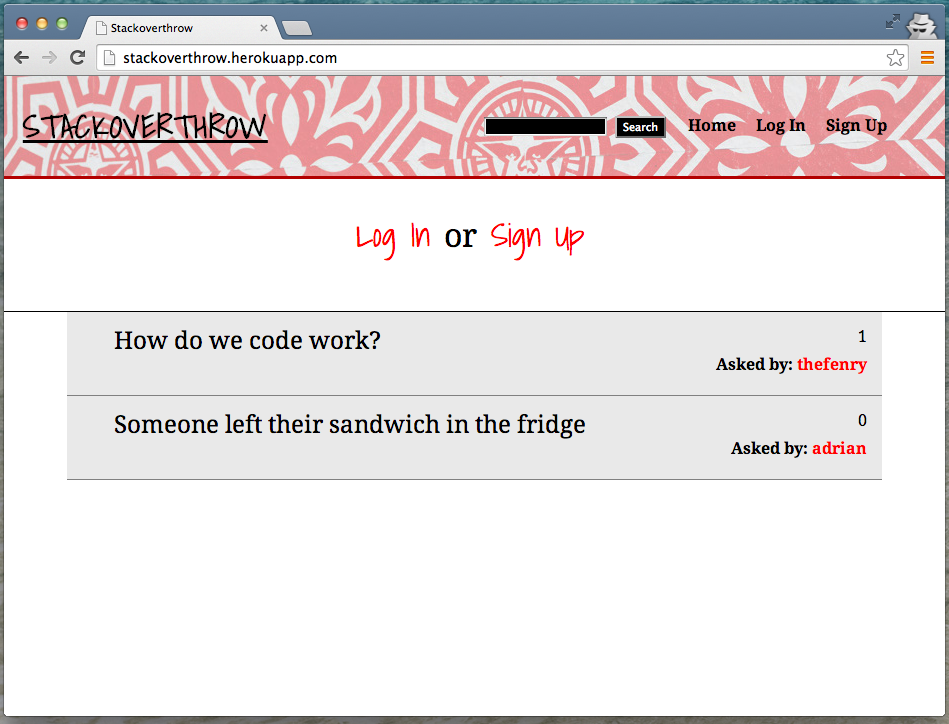 Stackoverthrow
stackoverthrow.herokuapp.com
STACKOVERTHROW
Search Home Log In Sign Up
Log In or Sign Up
How do we code work?
1
Asked by: thefenry
Someone left their sandwich in the fridge
0
Asked by: adrian